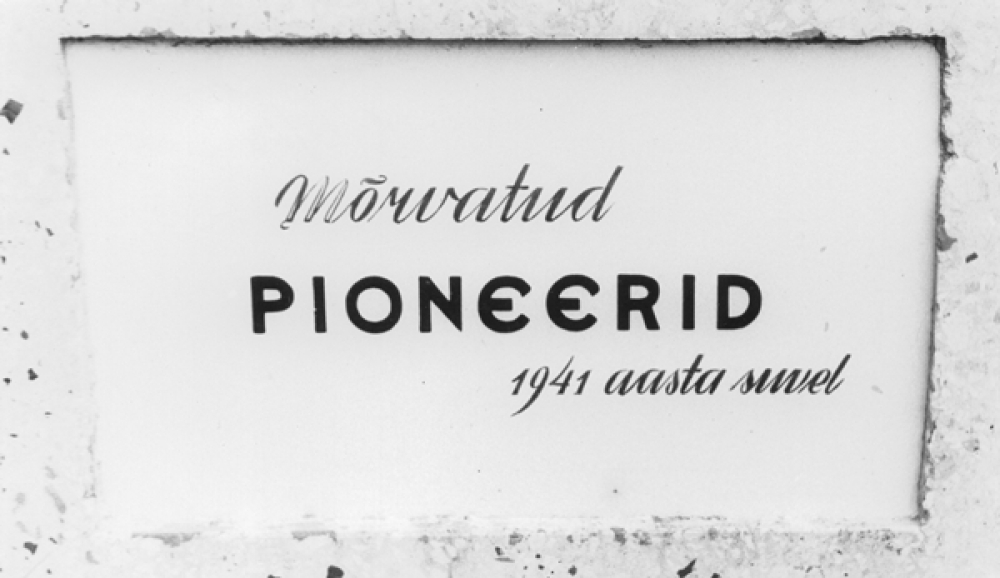 Mõrvatud
PIONEERID
1941 aasta suvel